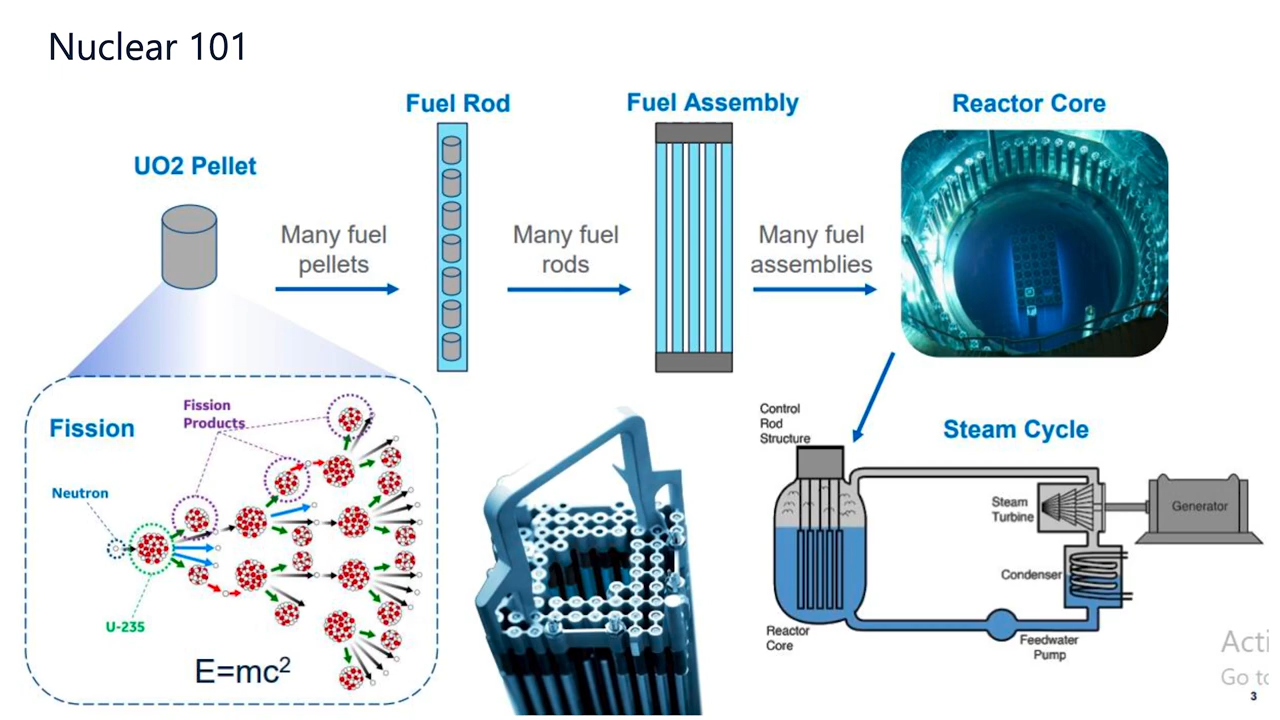 Nuclear 101
UO2 Pellet
Many fuel
pellets
Fuel Rod
Many fuel
rods
Fuel Assembly
Many fuel
assemblies
Reactor Core
Fission
Fission
Products
Neutron
U-235
E=mc²
Steam Cycle
Control
Rod
Structure
Steam
Turbine
Generator
Condenser
Reactor
Core
Feedwater
Pump
Go
3